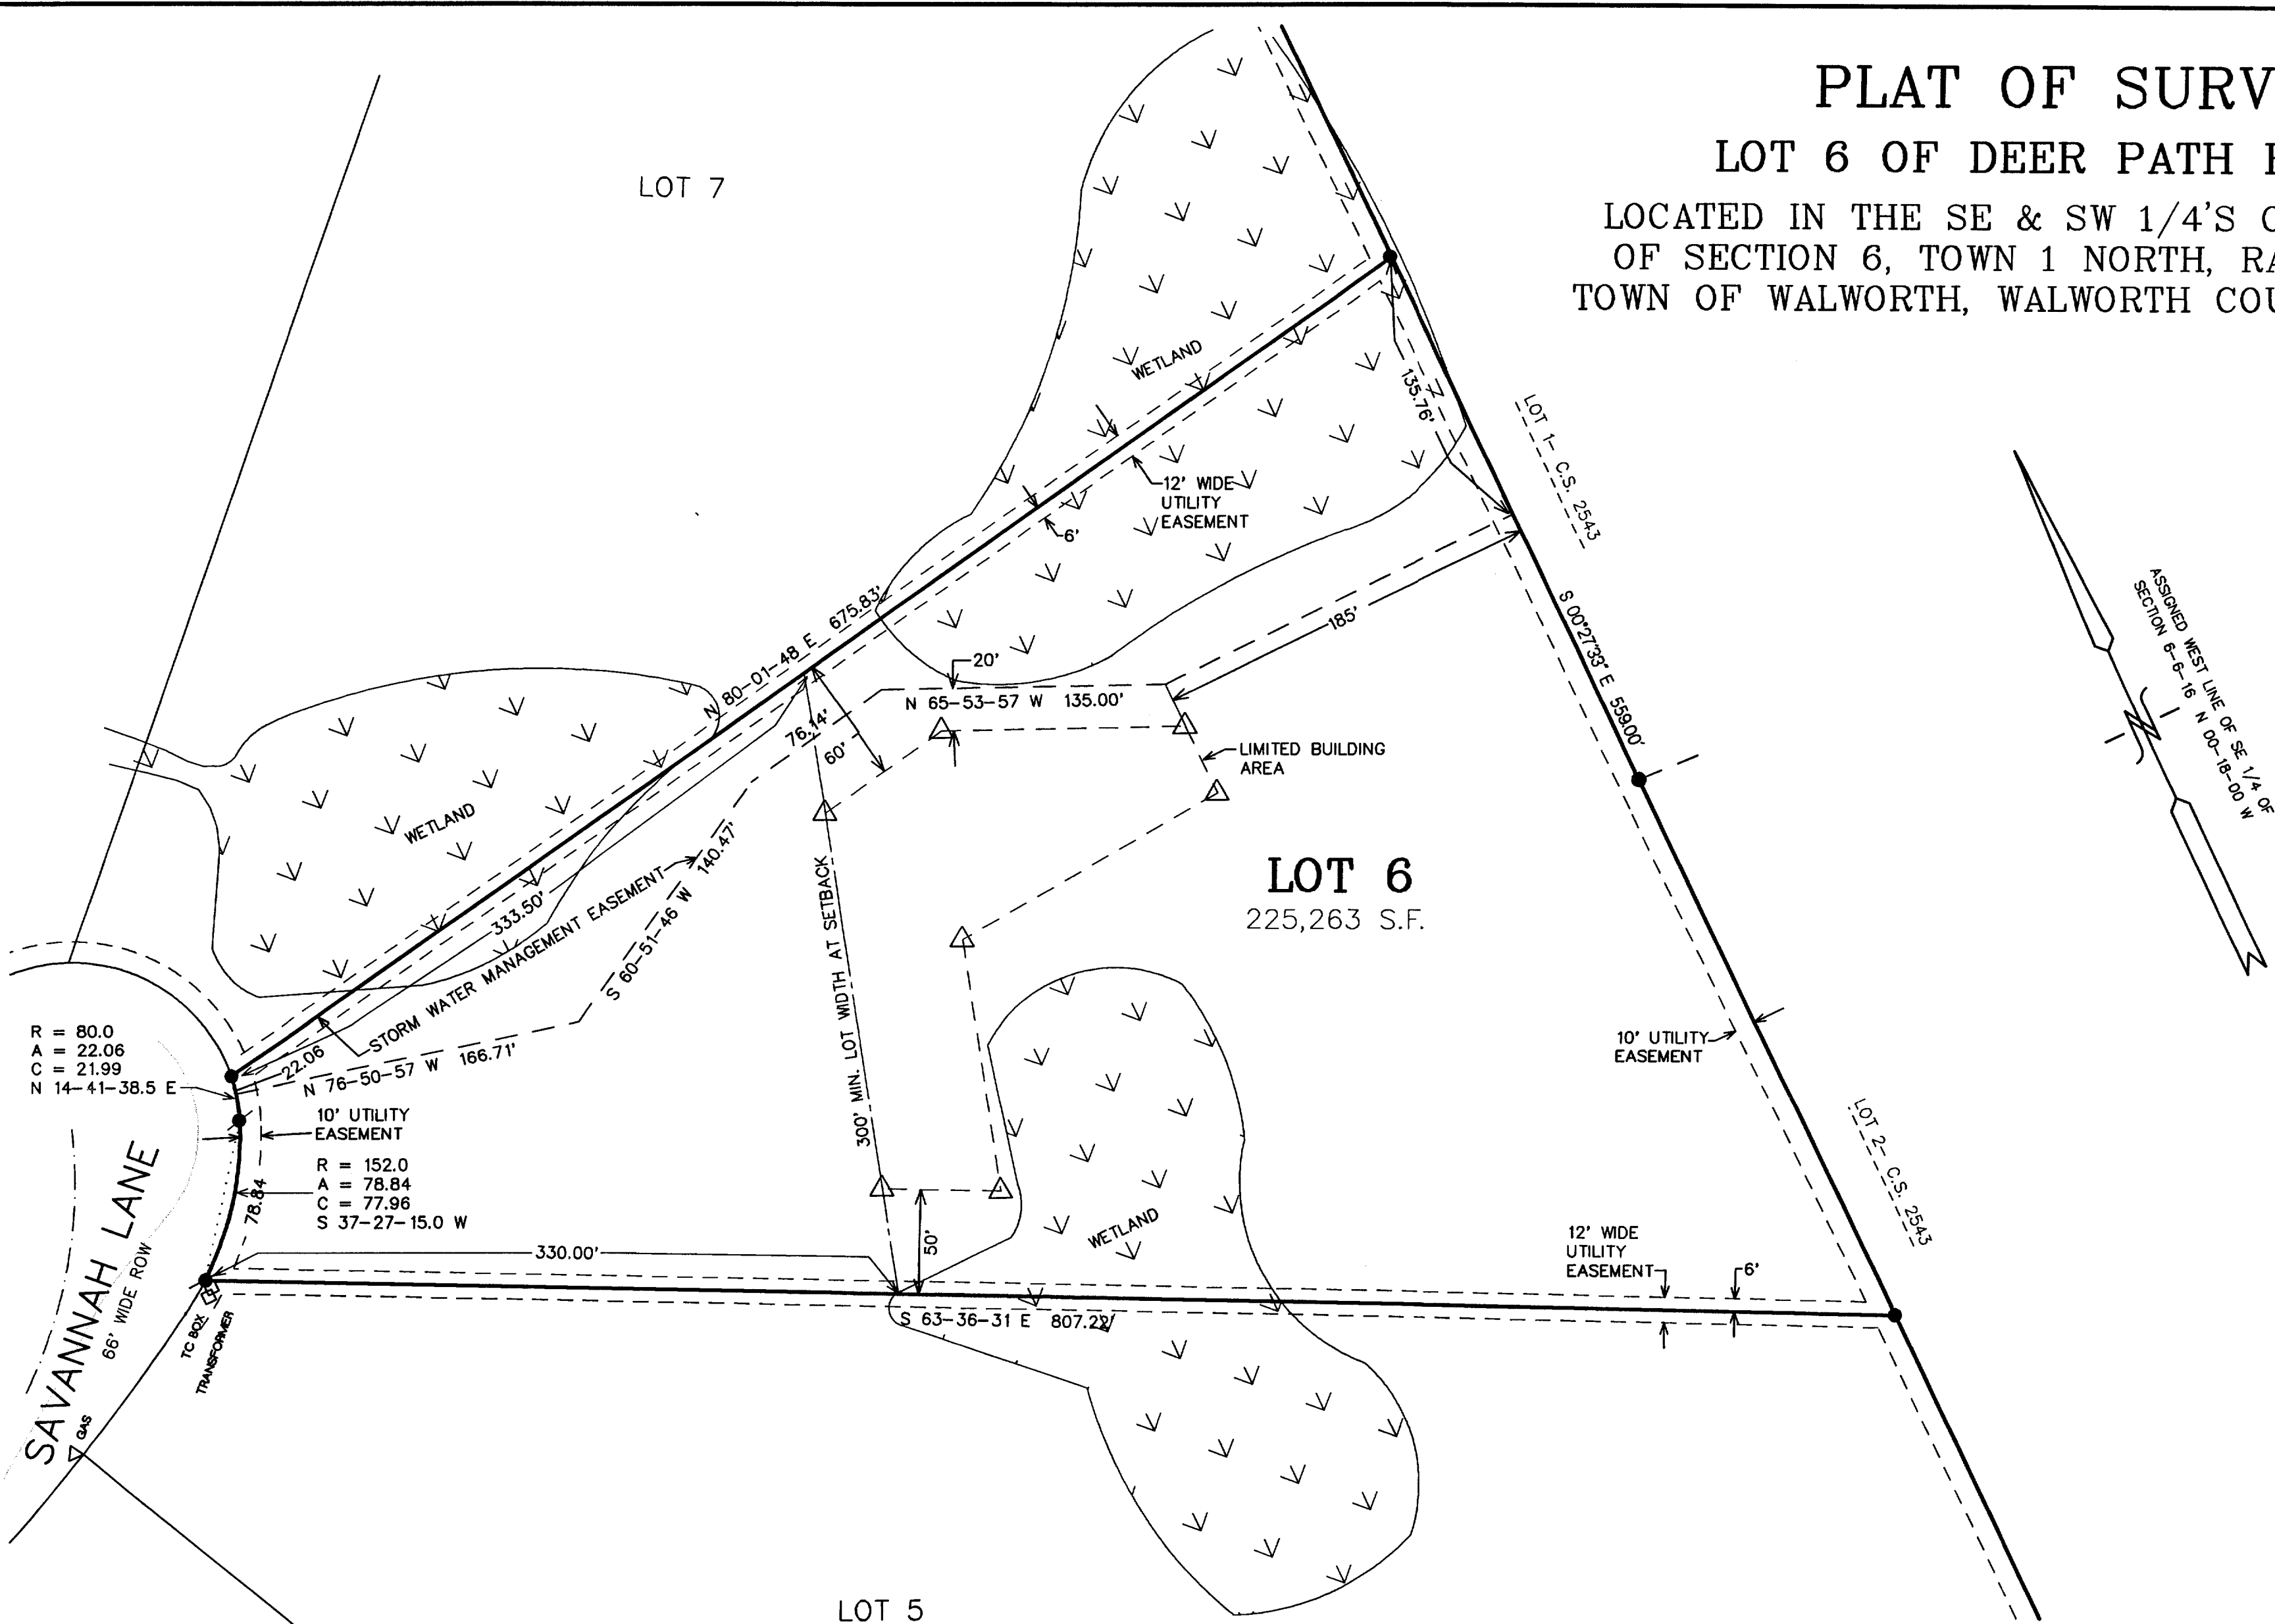 PLAT OF SURV
LOT 6 OF DEER PATH
LOCATED IN THE SE & SW 1/4'S
OF SECTION 6, TOWN 1 NORTH,
TOWN OF WALWORTH, WALWORTH COU
LOT 7
WETLAND
135.76'
LOT 1- C.S. 2543
12' WIDE
UTILITY
EASEMENT
6'
185'
S 00°27'33" E 559.00'
N 80-01-48 E 675.83'
20'
N 65-53-57 W 135.00'
76.14'
60'
LIMITED BUILDING
AREA
ASSIGNED WEST LINE OF SE 1/4 OF
SECTION 6-6-16 N 00-18-00 W
WETLAND
333.50'
STORM WATER MANAGEMENT EASEMENT
S 60-51-46 W 140.47'
300' MIN. LOT WIDTH AT SETBACK
LOT 6
225,263 S.F.
R = 80.0
A = 22.06
C = 21.99
N 14-41-38.5 E
22.06
N 76-50-57 W 166.71'
10' UTILITY
EASEMENT
R = 152.0
A = 78.84
C = 77.96
S 37-27-15.0 W
78.84
10' UTILITY
EASEMENT
LOT 2- C.S. 2543
SAVANNAH LANE
66' WIDE ROW
330.00'
50'
WETLAND
12' WIDE
UTILITY
EASEMENT
6'
S 63-36-31 E 807.22'
TC BOX
TRANSFORMER
GAS
LOT 5